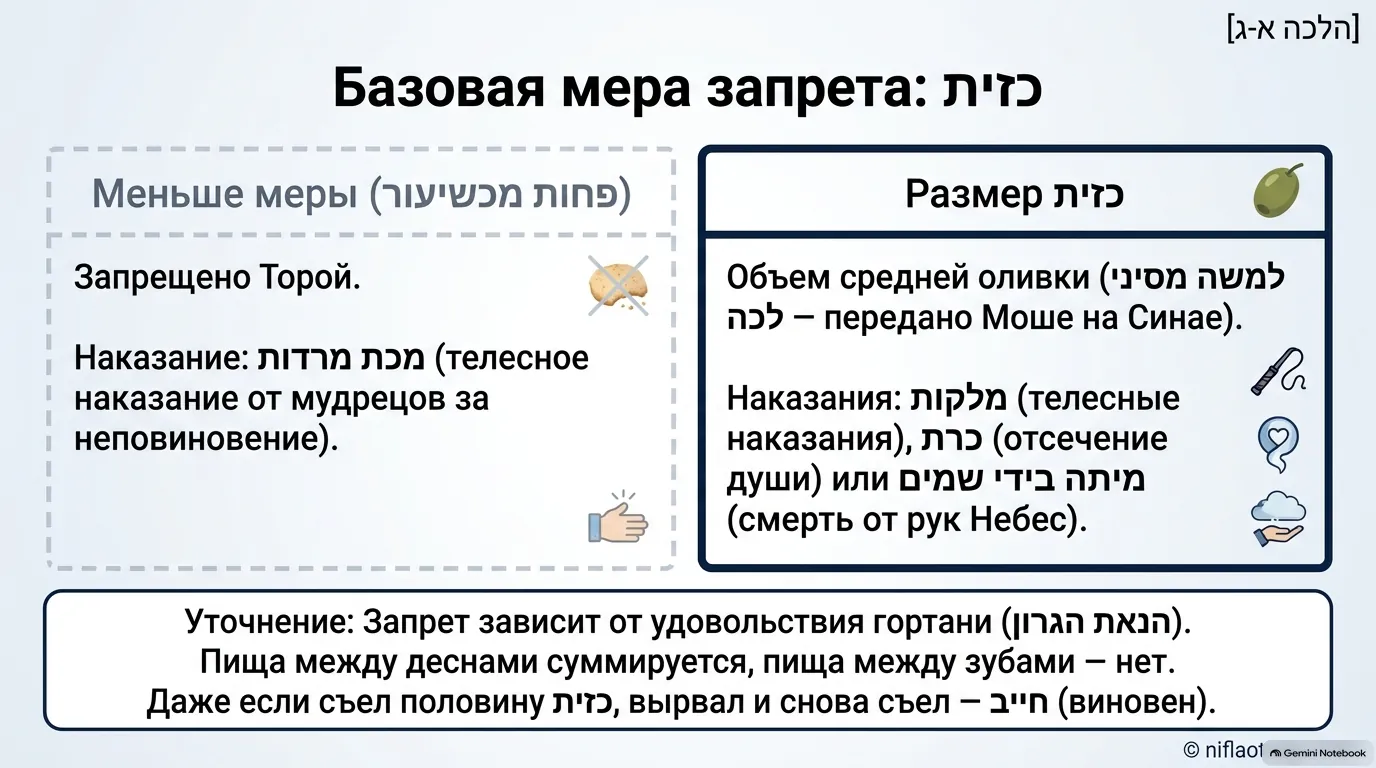 [הלכה א-ג]
Базовая мера запрета: כזית
Меньше меры (פחות מכשיעור)
Запрещено Торой.
Наказание: מכת מרדות (телесное
наказание от мудрецов за
неповиновение).
Размер כזית
Объем средней оливки (למשה מסיני
לכה – передано Моше на Синае).
Наказания: מלקות (телесные
наказания), כרת (отсечение
души) или מיתה בידי שמים
(смерть от рук Небес).
Уточнение: Запрет зависит от удовольствия гортани (הנאת הגרון).
Пища между деснами суммируется, пища между зубами — нет.
Даже если съел половину כזית, вырвал и снова съел — חייב (виновен).
© niflaot
Gemini Notebook